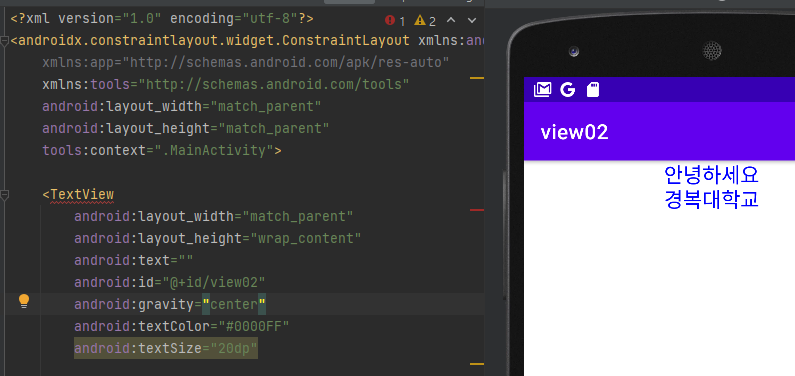 <?xml version="1.0" encoding="utf-8"?>
1 2
<androidx.constraintlayout.widget.ConstraintLayout xmlns:an
xmlns:app="http://schemas.android.com/apk/res-auto"
xmlns:tools="http://schemas.android.com/tools"
android:layout_width="match_parent"
android:layout_height="match_parent"
tools:context=".MainActivity">
<TextView
android:layout_width="match_parent"
android:layout_height="wrap_content"
android:text=""
android:id="@+id/view02"
android:gravity="center"
android:textColor="#0000FF"
android:textSize="20dp"
view02
안녕하세요
경복대학교